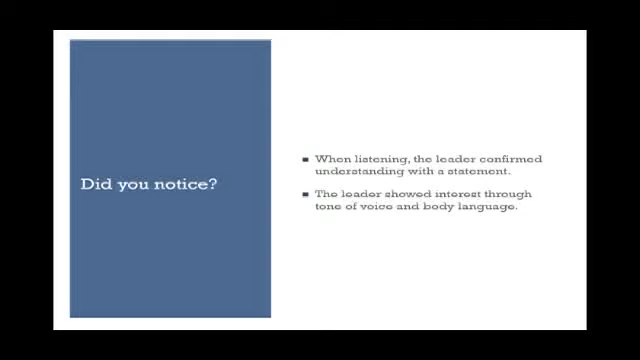 Did you notice?
When listening, the leader confirmed
understanding with a statement.
The leader showed interest through
tone of voice and body language.